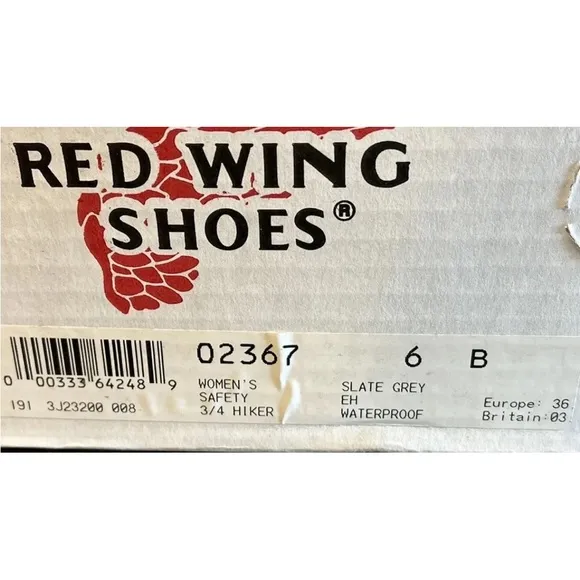 RED WING
SHOES®
02367 6 B
0 00333 64248 9
WOMEN'S SLATE GREY
SAFETY EH Europe: 36
3/4 HIKER WATERPROOF Britain:03
191 3J23200 008